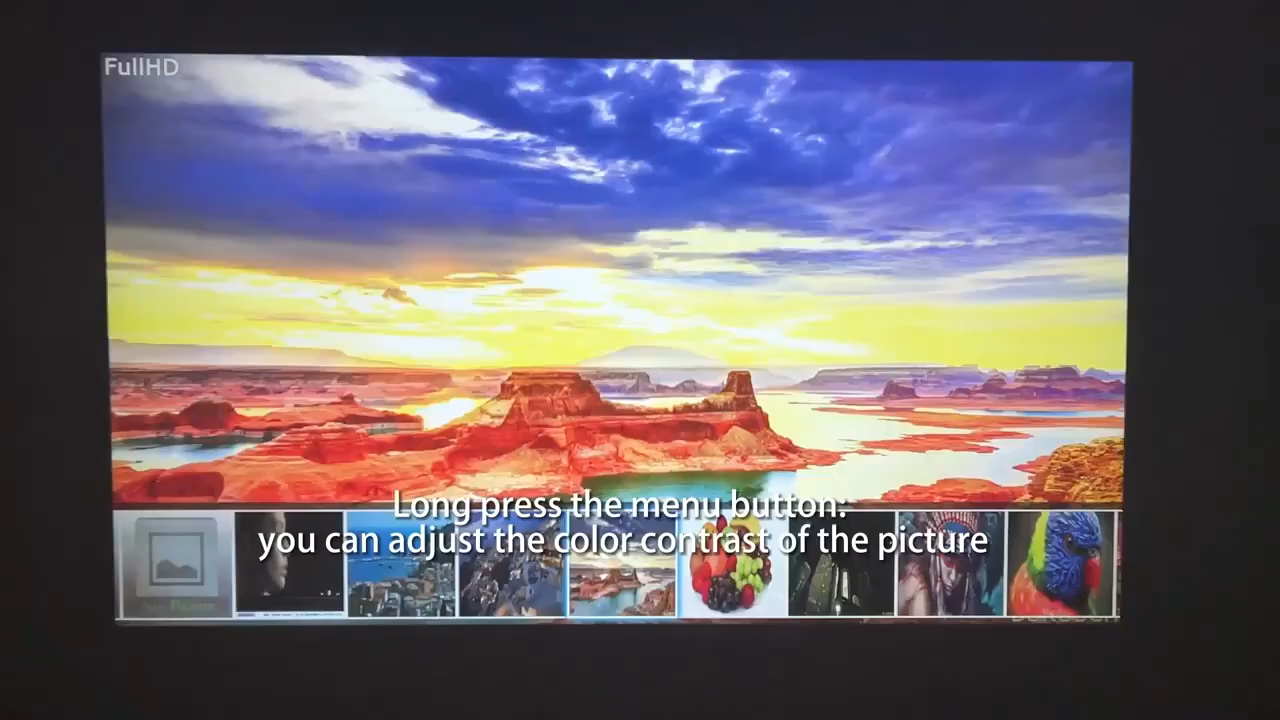 FullHD
Long press the menu button:
you can adjust the color contrast of the picture